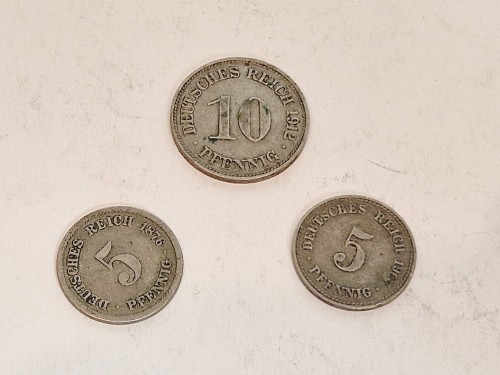 DEUTSCHES REICH 1912
10
· PFENNIG ·
DEUTSCHES REICH 1876
5
· PFENNIG
· DEUTSCHES REICH
5
PFENNIG ·